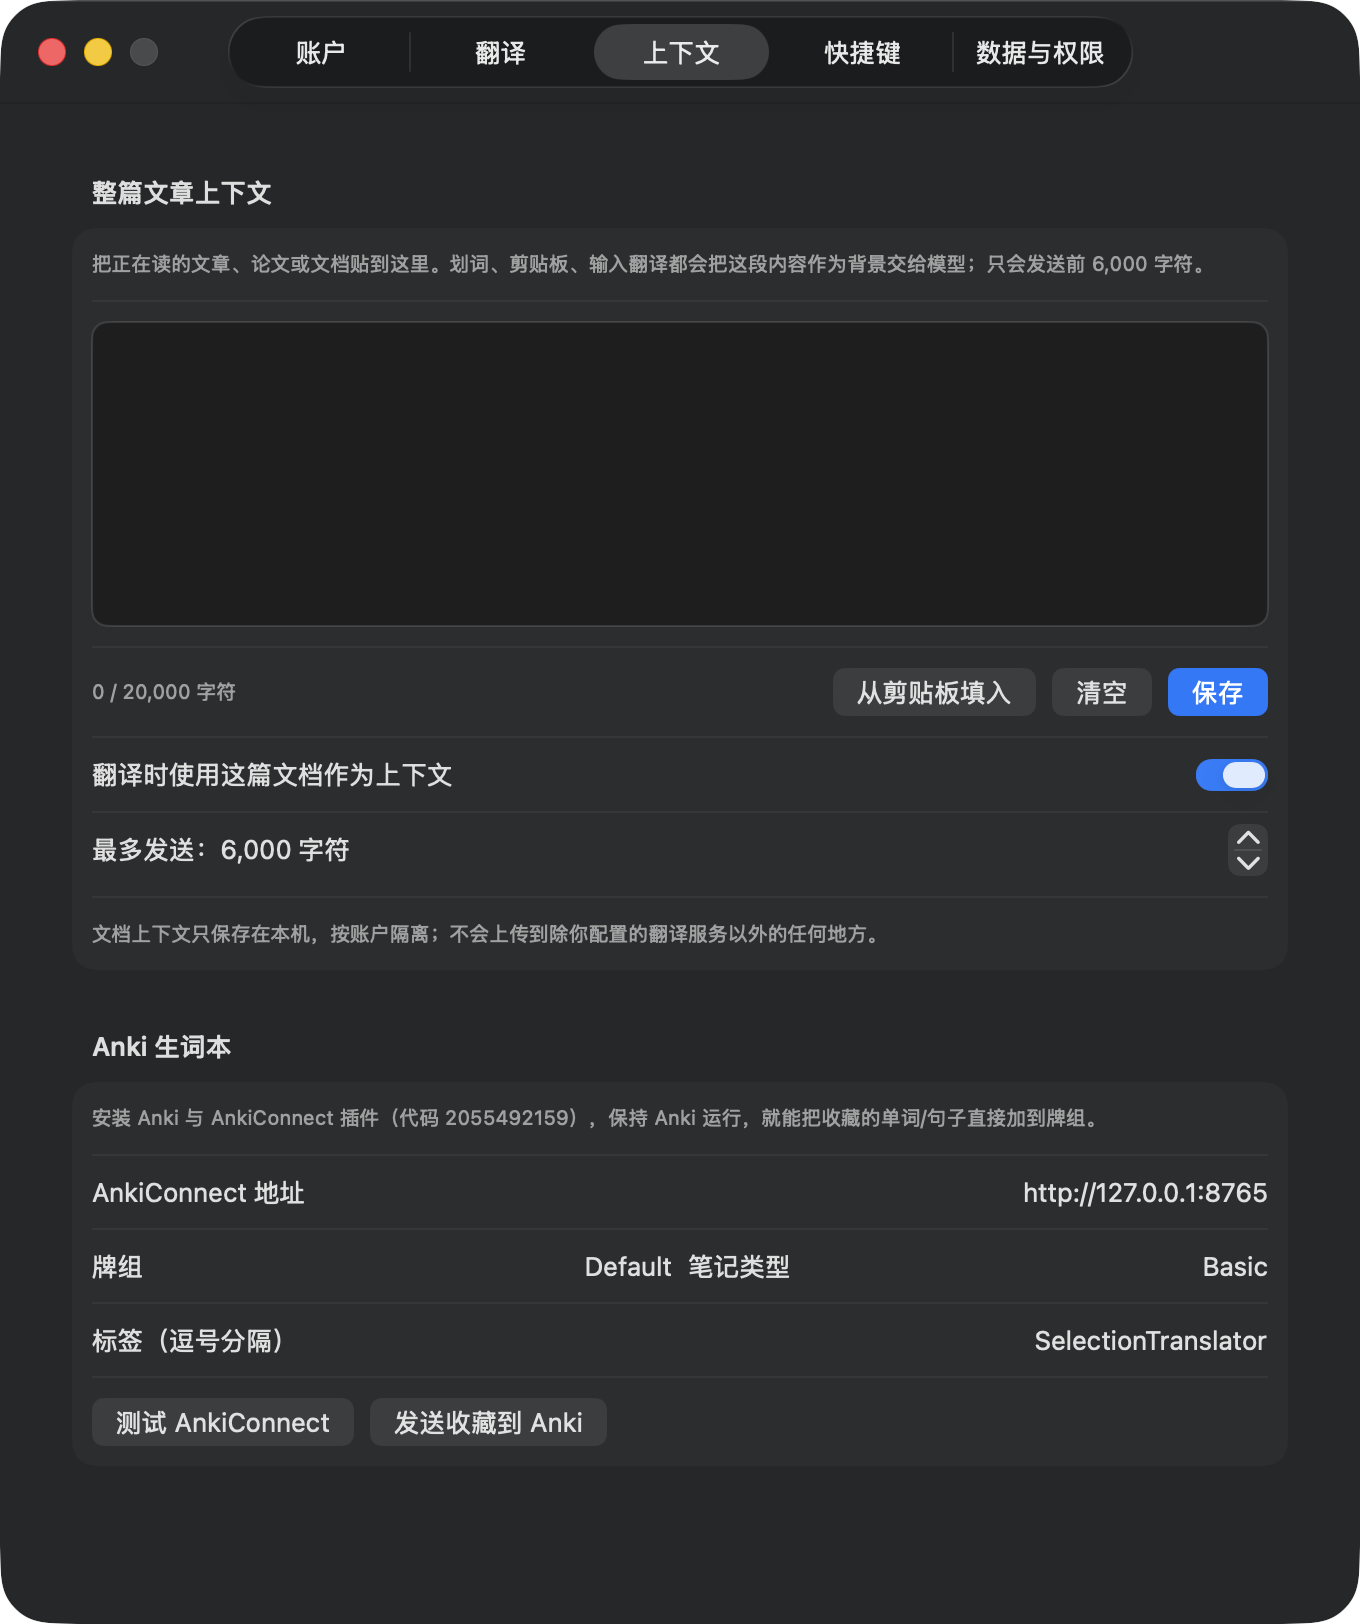 账户 翻译 上下文 快捷键 数据与权限
整篇文章上下文
把正在读的文章、论文或文档贴到这里。划词、剪贴板、输入翻译都会把这段内容作为背景交给模型；只会发送前 6,000 字符。
0 / 20,000 字符 从剪贴板填入 清空 保存
翻译时使用这篇文档作为上下文
最多发送：6,000 字符
文档上下文只保存在本机，按账户隔离；不会上传到除你配置的翻译服务以外的任何地方。
Anki 生词本
安装 Anki 与 AnkiConnect 插件（代码 2055492159），保持 Anki 运行，就能把收藏的单词/句子直接加到牌组。
AnkiConnect 地址 http://127.0.0.1:8765
牌组 Default 笔记类型 Basic
标签（逗号分隔） SelectionTranslator
测试 AnkiConnect 发送收藏到 Anki